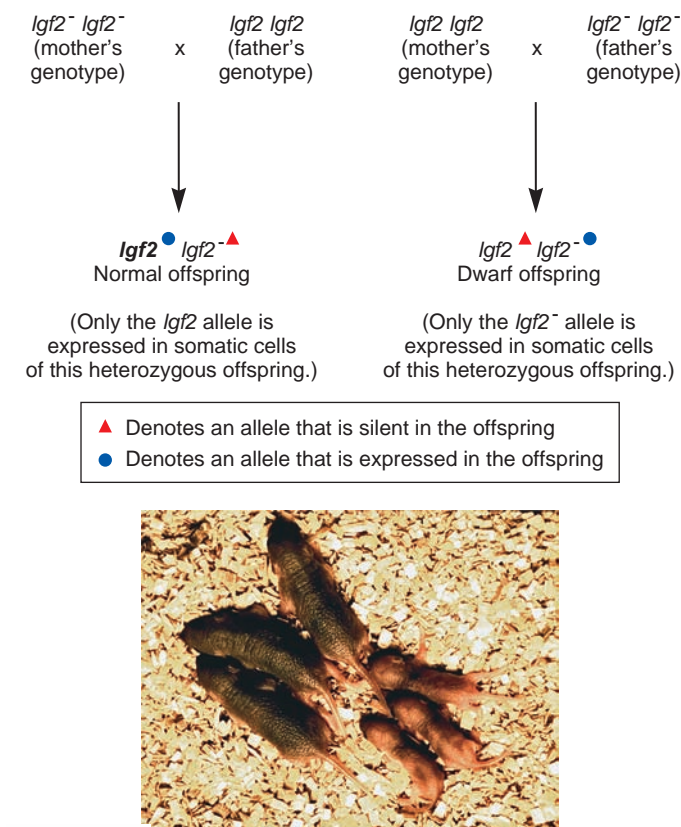 Igf2⁻ Igf2⁻
(mother's
genotype)
x
Igf2 Igf2
(father's
genotype)
Igf2 Igf2
(mother's
genotype)
x
Igf2⁻ Igf2⁻
(father's
genotype)
Igf2 Igf2⁻
Normal offspring
(Only the Igf2 allele is
expressed in somatic cells
of this heterozygous offspring.)
Igf2 Igf2⁻
Dwarf offspring
(Only the Igf2⁻ allele is
expressed in somatic cells
of this heterozygous offspring.)
Denotes an allele that is silent in the offspring
Denotes an allele that is expressed in the offspring